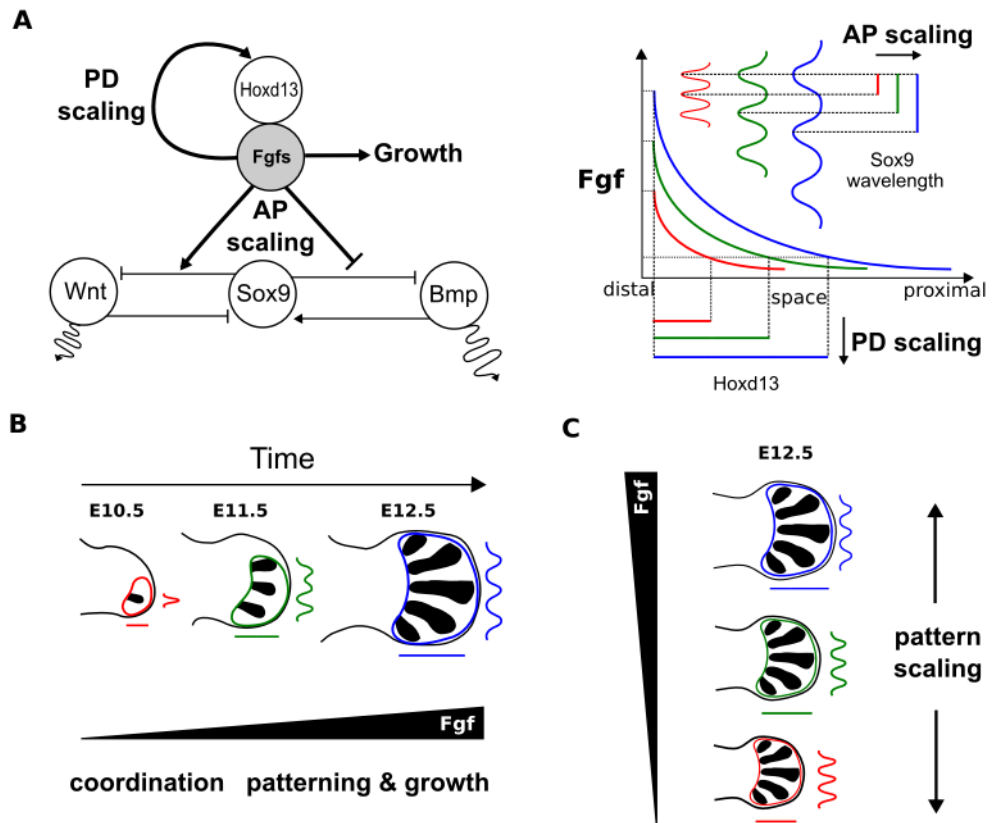 A
PD
scaling
Hoxd13
Fgfs
Growth
AP
scaling
Wnt
Sox9
Bmp
AP scaling
Fgf
Sox9
wavelength
distal
space
proximal
PD scaling
Hoxd13
B
Time
E10.5
E11.5
E12.5
Fgf
coordination
patterning & growth
C
E12.5
Fgf
pattern
scaling